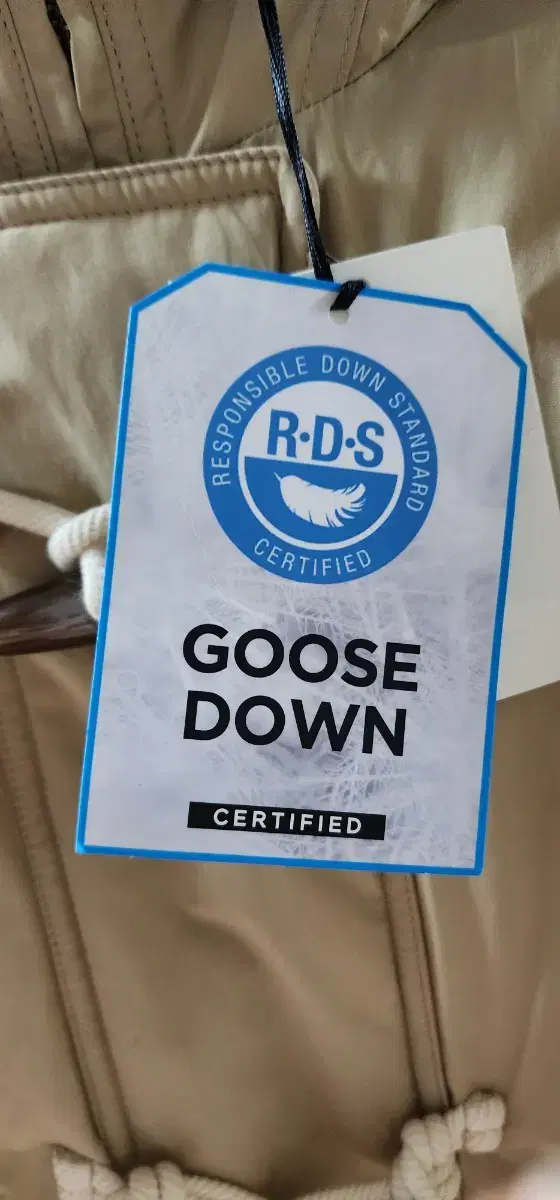 RESPONSIBLE DOWN STANDARD
R·D·S
CERTIFIED
GOOSE
DOWN
CERTIFIED